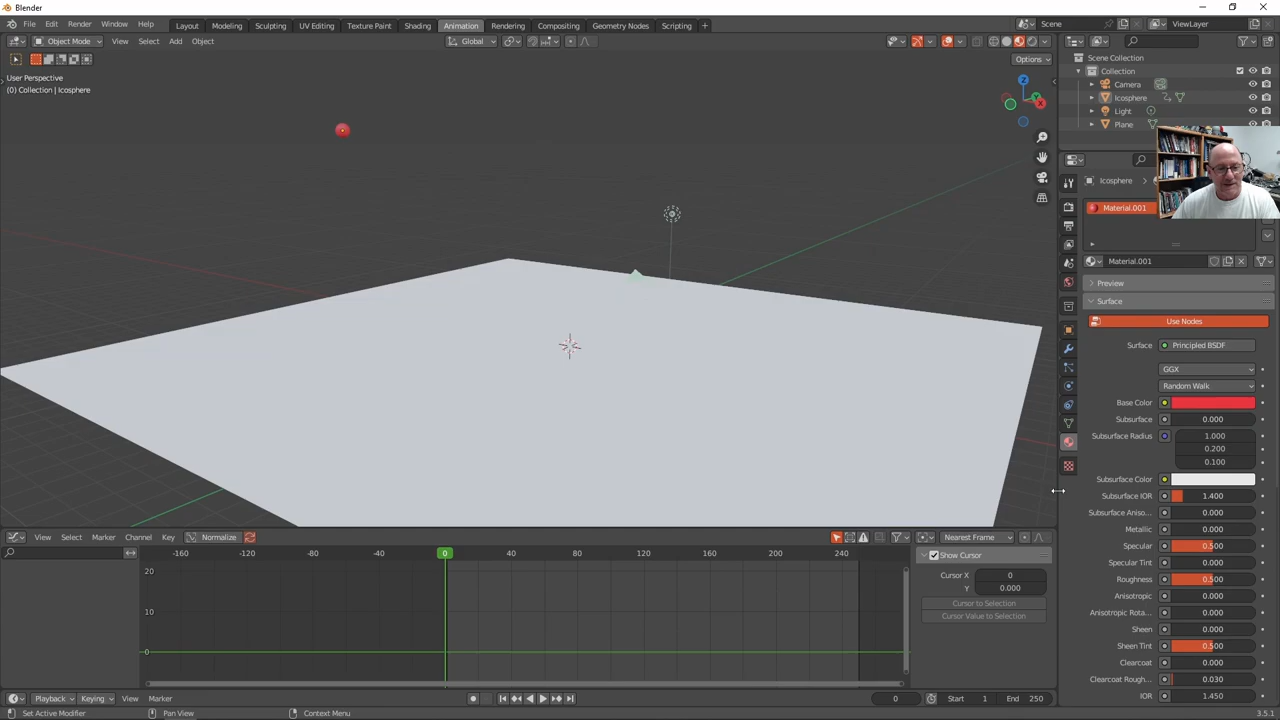 Blender
File Edit Render Window Help Layout Modeling Sculpting UV Editing Texture Paint Shading Animation Rendering Compositing Geometry Nodes Scripting + Scene ViewLayer
Object Mode View Select Add Object Global
Options
User Perspective
(0) Collection | Icosphere
Z
Y
X
Scene Collection
Collection
Camera
Icosphere
Light
Plane
Icosphere
Material.001
Material.001
Preview
Surface
Use Nodes
Surface Principled BSDF
GGX
Random Walk
Base Color
Subsurface 0.000
Subsurface Radius 1.000
0.200
0.100
Subsurface Color
Subsurface IOR 1.400
Subsurface Aniso... 0.000
Metallic 0.000
Specular 0.500
Specular Tint 0.000
Roughness 0.500
Anisotropic 0.000
Anisotropic Rota... 0.000
Sheen 0.000
Sheen Tint 0.500
Clearcoat 0.000
Clearcoat Rough... 0.030
IOR 1.450
View Select Marker Channel Key Normalize Nearest Frame
-160 -120 -80 -40 0 40 80 120 160 200 240
20
10
0
Show Cursor
Cursor X 0
Y 0.000
Cursor to Selection
Cursor Value to Selection
Playback Keying View Marker 0 Start 1 End 250
Set Active Modifier Pan View Context Menu 3.5.1